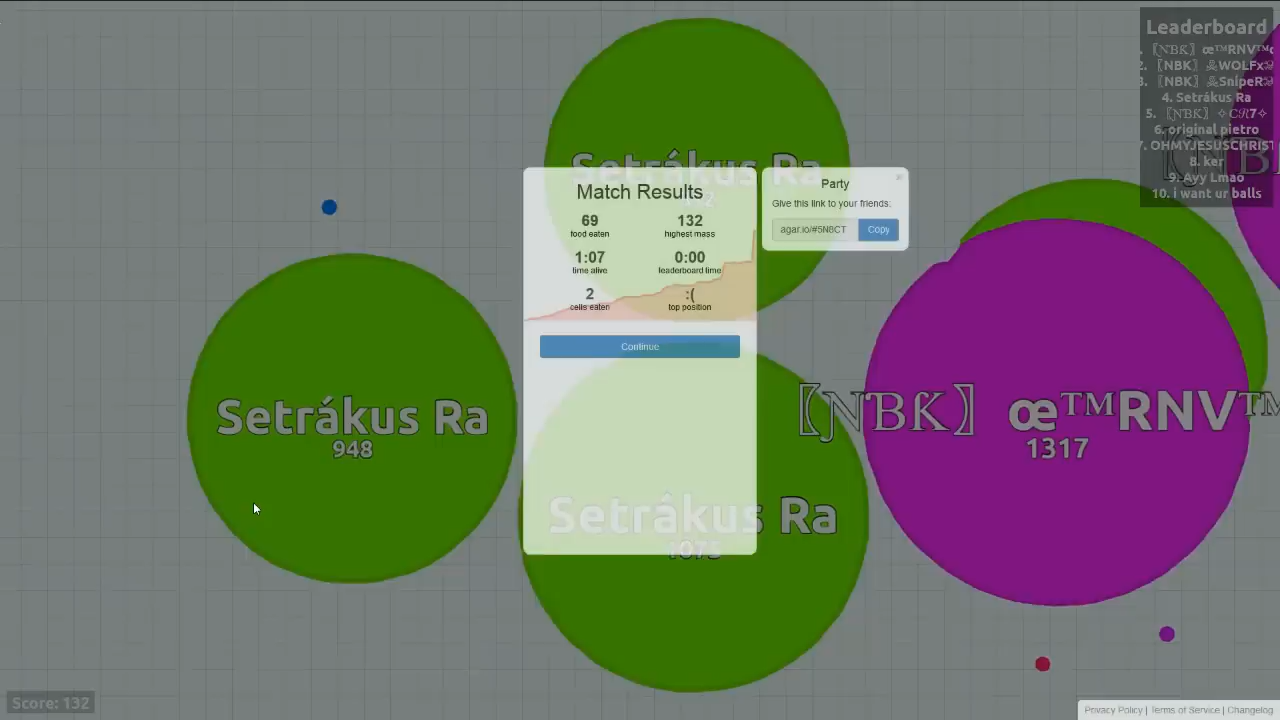 Leaderboard
1. 〖NBK〗 œ™RNV™
2. 〖NBK〗 WOLFx
3. 〖NBK〗 SnipeR
4. Setrákus Ra
5. 〖NBK〗 ✧Cℛ7✧
6. original pietro
7. OHMYJESUSCHRIST
8. ker
9. Ayy Lmao
10. i want ur balls
Setrákus Ra
Match Results
69
food eaten
132
highest mass
1:07
time alive
0:00
leaderboard time
2
cells eaten
:(
top position
Continue
Party
×
Give this link to your friends:
agar.io/#5N8CT
Copy
Setrákus Ra
948
〖NBK〗 œ™RNV™
1317
Setrákus Ra
1075
Score: 132
Privacy Policy | Terms of Service | Changelog